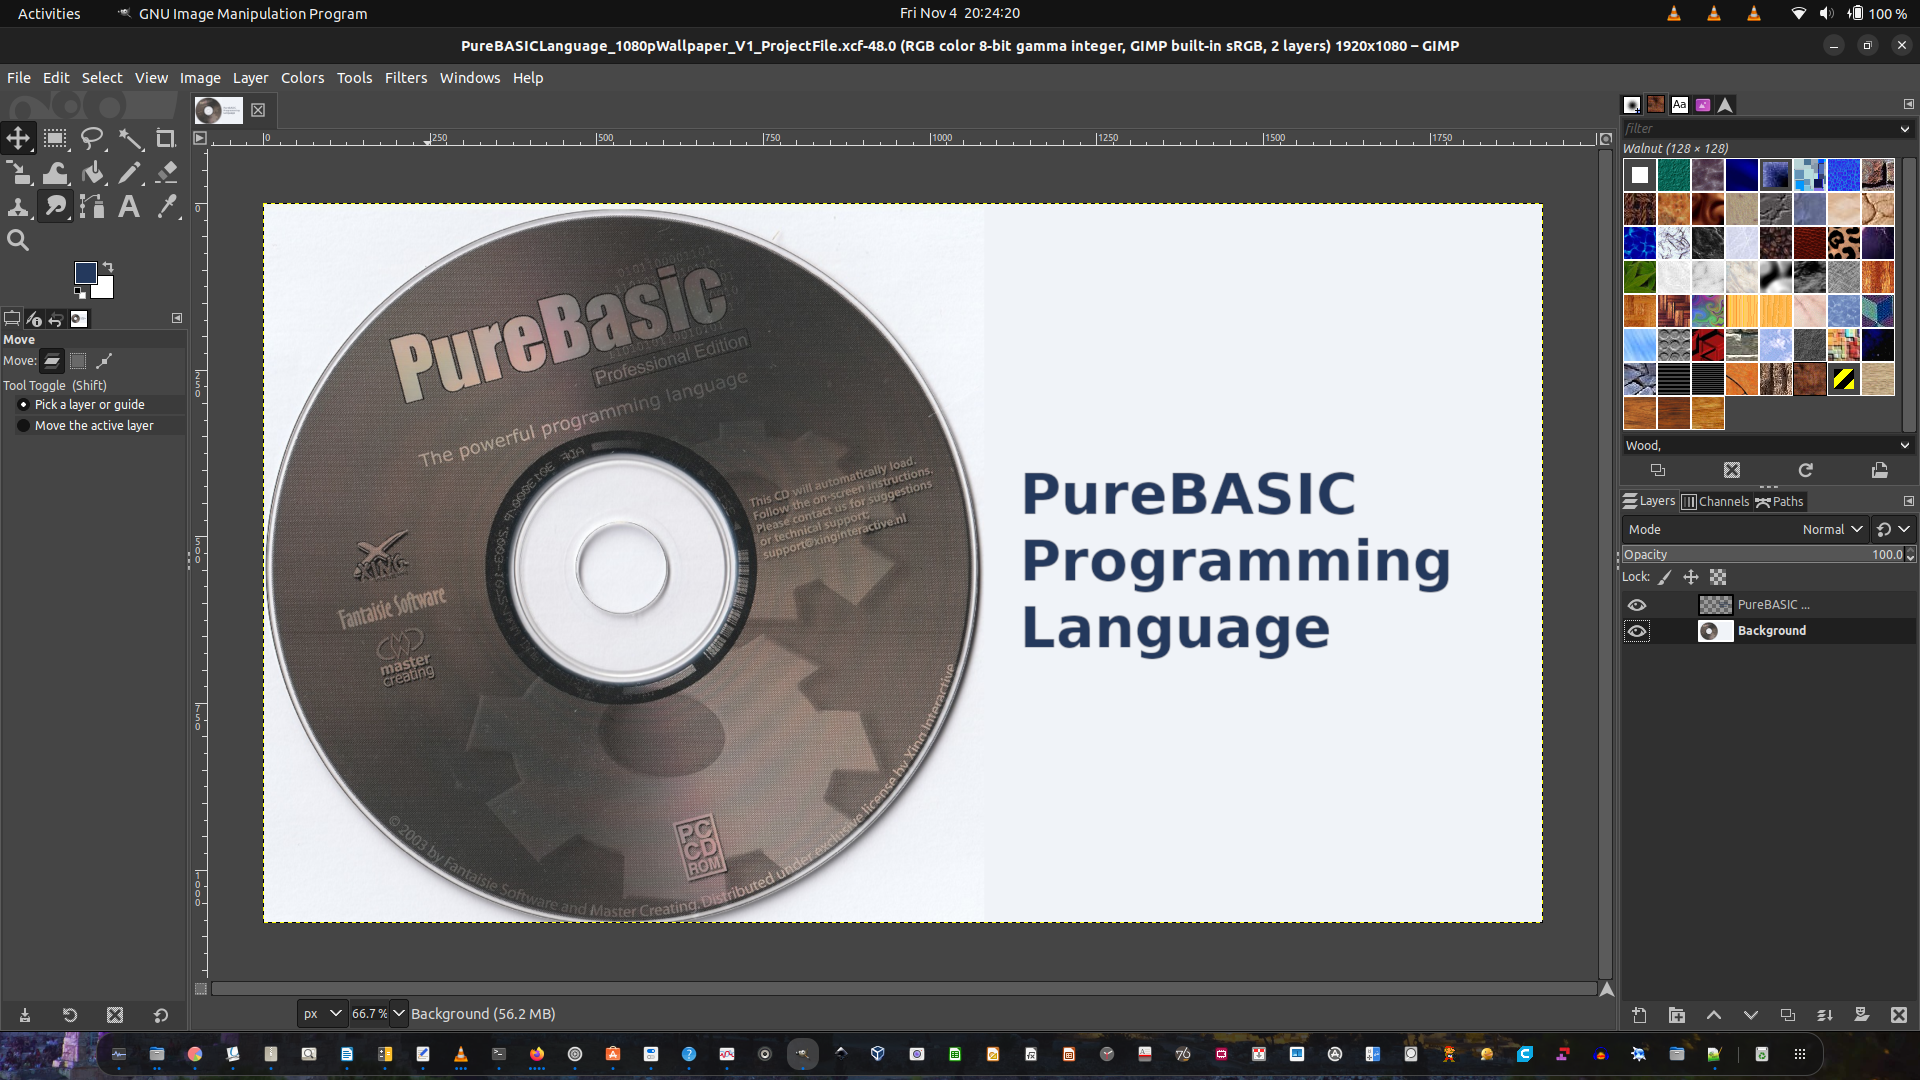 Activities
GNU Image Manipulation Program
Fri Nov 4 20:24:20
100 %
PureBASICLanguage_1080pWallpaper_V1_ProjectFile.xcf-48.0 (RGB color 8-bit gamma integer, GIMP built-in sRGB, 2 layers) 1920x1080 – GIMP
File Edit Select View Image Layer Colors Tools Filters Windows Help
0 250 500 750 1000 1250 1500 1750
0
250
500
750
1000
Move
Move:
Tool Toggle (Shift)
Pick a layer or guide
Move the active layer
PureBasic
Professional Edition
The powerful programming language
This CD will automatically load.
Follow the on-screen instructions.
Please contact us for suggestions
or technical support:
support@xinginteractive.nl
XING
Fantaisie Software
master
creating
PC
CD
ROM
© 2003 by Fantaisie Software and Master Creating. Distributed under exclusive license by Xing Interactive
PureBASIC
Programming
Language
px
66.7 %
Background (56.2 MB)
Aa
filter
Walnut (128 × 128)
Wood,
Layers
Channels
Paths
Mode
Normal
Opacity
100.0
Lock:
PureBASIC ...
Background